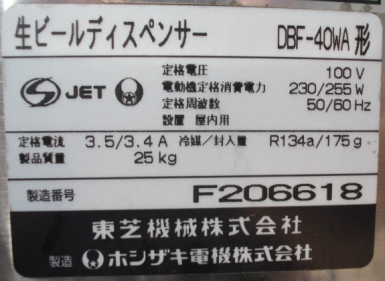 生ビールディスペンサー DBF-40WA 形
定格電圧 100 V
電動機定格消費電力 230/255 W
定格周波数 50/60 Hz
設置 屋内用
S JET
定格電流 3.5/3.4 A 冷媒/封入量 R134a/175 g
製品質量 25 kg
製造番号 F206618
東芝機械株式会社
製造 ホシザキ電機株式会社